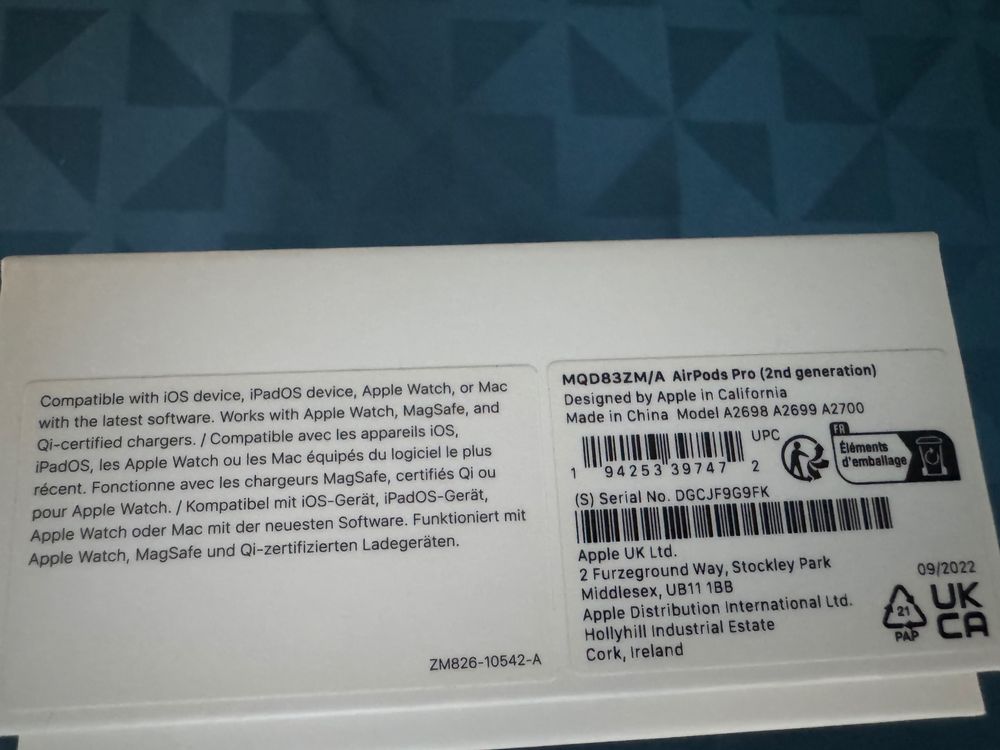 Compatible with iOS device, iPadOS device, Apple Watch, or Mac
with the latest software. Works with Apple Watch, MagSafe, and
Qi-certified chargers. / Compatible avec les appareils iOS,
iPadOS, les Apple Watch ou les Mac équipés du logiciel le plus
récent. Fonctionne avec les chargeurs MagSafe, certifiés Qi ou
pour Apple Watch. / Kompatibel mit iOS-Gerät, iPadOS-Gerät,
Apple Watch oder Mac mit der neuesten Software. Funktioniert mit
Apple Watch, MagSafe und Qi-zertifizierten Ladegeräten.
ZM826-10542-A
MQD83ZM/A AirPods Pro (2nd generation)
Designed by Apple in California
Made in China Model A2698 A2699 A2700
UPC
1 94253 39747 2
FR
Éléments
d'emballage
(S) Serial No. DGCJF9G9FK
Apple UK Ltd.
2 Furzeground Way, Stockley Park
Middlesex, UB11 1BB
Apple Distribution International Ltd.
Hollyhill Industrial Estate
Cork, Ireland
09/2022
21
PAP
UK
CA